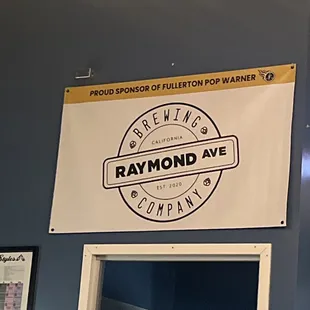 PROUD SPONSOR OF FULLERTON POP WARNER
BREWING
CALIFORNIA
RAYMOND AVE
EST 2020
COMPANY